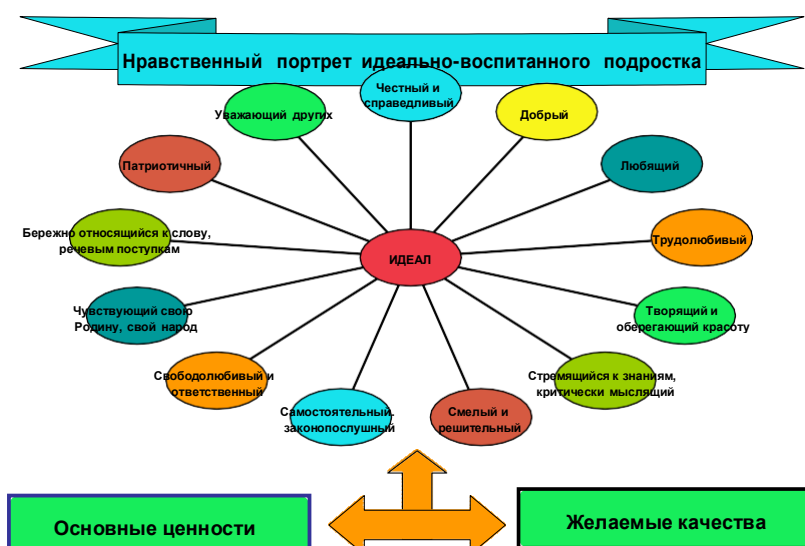 Нравственный портрет идеально-воспитанного подростка
Честный и
справедливый
Уважающий других
Добрый
Патриотичный
Любящий
Бережно относящийся к слову,
речевым поступкам
ИДЕАЛ
Трудолюбивый
Чувствующий свою
Родину, свой народ
Творящий и
оберегающий красоту
Свободолюбивый и
ответственный
Стремящийся к знаниям,
критически мыслящий
Самостоятельный.
законопослушный
Смелый и
решительный
Основные ценности
Желаемые качества